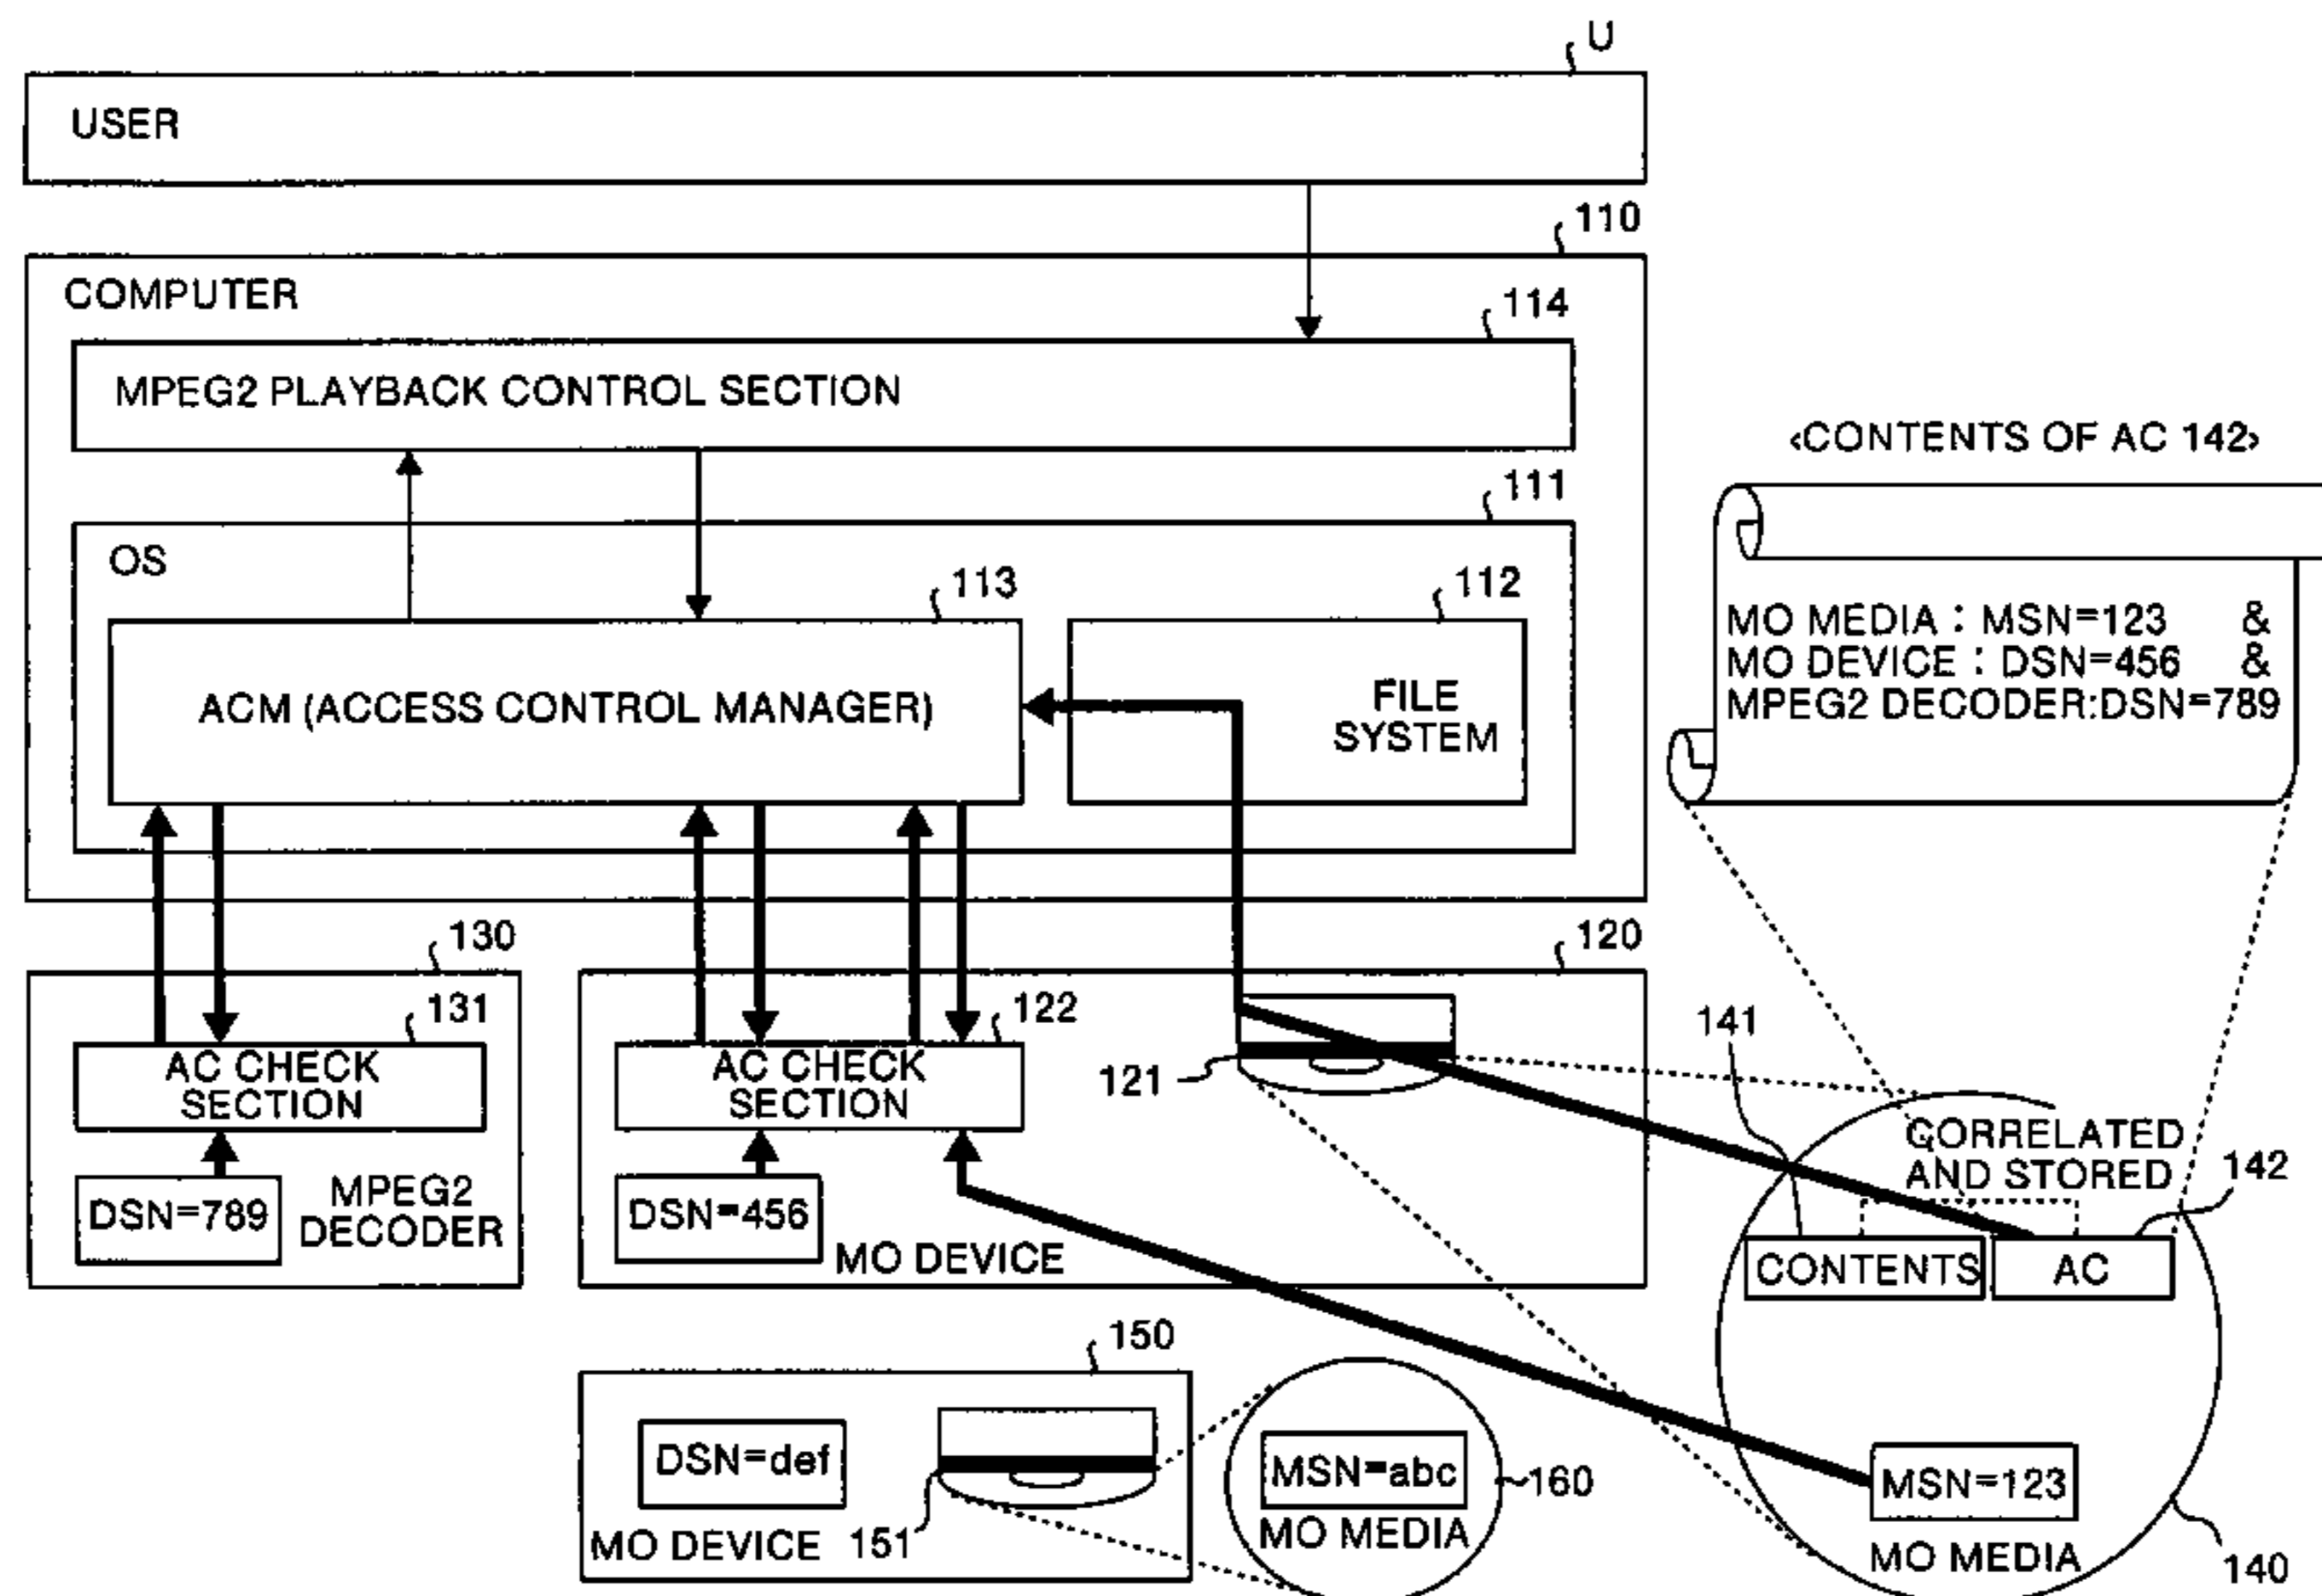 U
USER
110
COMPUTER
114
MPEG2 PLAYBACK CONTROL SECTION
‹CONTENTS OF AC 142›
111
OS
113
112
MO MEDIA : MSN=123 &
MO DEVICE : DSN=456 &
MPEG2 DECODER:DSN=789
ACM (ACCESS CONTROL MANAGER)
FILE
SYSTEM
130
120
131
122
141
AC CHECK
SECTION
AC CHECK
SECTION
121
CORRELATED
AND STORED
142
DSN=789
MPEG2
DECODER
DSN=456
MO DEVICE
CONTENTS
AC
150
DSN=def
MSN=abc
160
MSN=123
MO DEVICE
151
MO MEDIA
MO MEDIA
140